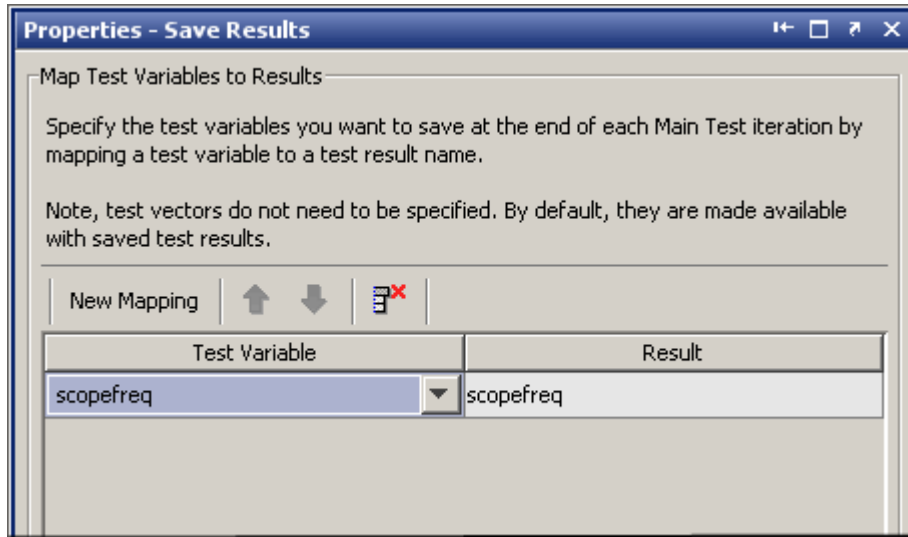 Properties - Save Results
Map Test Variables to Results
Specify the test variables you want to save at the end of each Main Test iteration by
mapping a test variable to a test result name.
Note, test vectors do not need to be specified. By default, they are made available
with saved test results.
New Mapping
Test Variable Result
scopefreq scopefreq